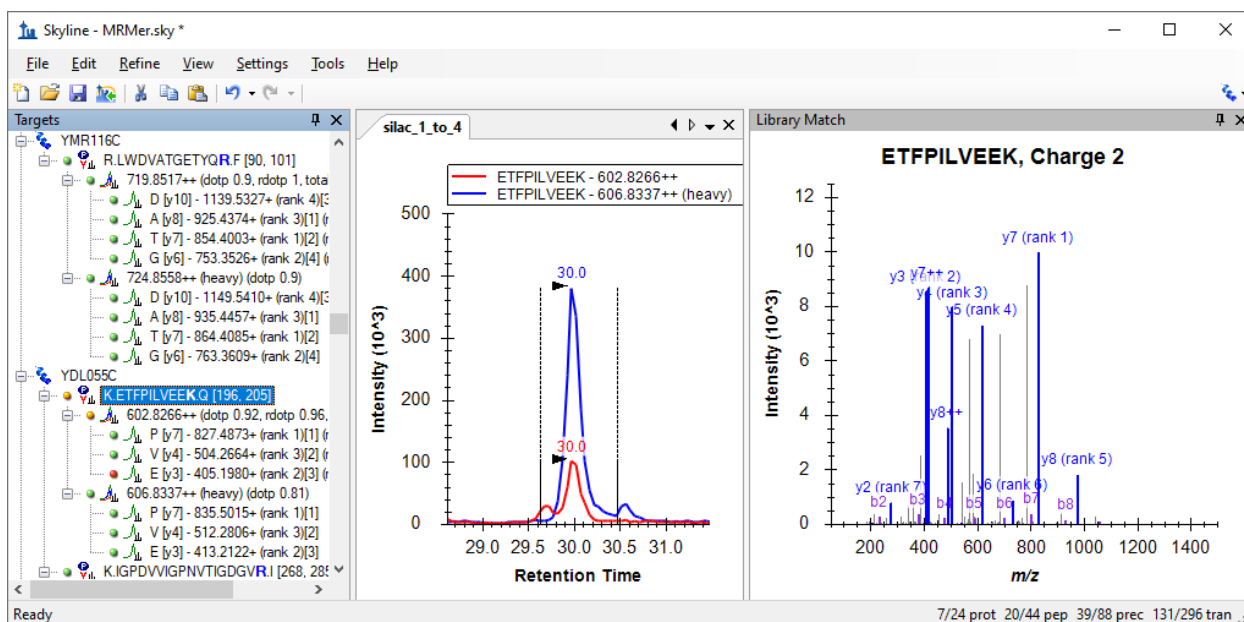 Skyline - MRMer.sky *
File Edit Refine View Settings Tools Help
Targets
YMR116C
R.LWDVATGETYQR.F [90, 101]
719.8517++ (dotp 0.9, rdotp 1, tota
D [y10] - 1139.5327+ (rank 4)[3
A [y8] - 925.4374+ (rank 3)[1] (r
T [y7] - 854.4003+ (rank 1)[2] (
G [y6] - 753.3526+ (rank 2)[4] (r
724.8558++ (heavy) (dotp 0.9)
D [y10] - 1149.5410+ (rank 4)[3
A [y8] - 935.4457+ (rank 3)[1]
T [y7] - 864.4085+ (rank 1)[2]
G [y6] - 763.3609+ (rank 2)[4]
YDL055C
K.ETFPILVEEK.Q [196, 205]
602.8266++ (dotp 0.92, rdotp 0.96,
P [y7] - 827.4873+ (rank 1)[1] (r
V [y4] - 504.2664+ (rank 3)[2] (
E [y3] - 405.1980+ (rank 2)[3] (r
606.8337++ (heavy) (dotp 0.81)
P [y7] - 835.5015+ (rank 1)[1]
V [y4] - 512.2806+ (rank 3)[2]
E [y3] - 413.2122+ (rank 2)[3]
K.IGPDVVIGPNVTIGDGVR.I [268, 285
silac_1_to_4
ETFPILVEEK - 602.8266++
ETFPILVEEK - 606.8337++ (heavy)
Intensity (10^3)
500
400
300
200
100
0
30.0
30.0
29.0 29.5 30.0 30.5 31.0
Retention Time
Library Match
ETFPILVEEK, Charge 2
Intensity (10^3)
12
10
8
6
4
2
0
y7 (rank 1)
y3 (rank 2)
y7++
y4 (rank 3)
y5 (rank 4)
y8++
y8 (rank 5)
y2 (rank 7)
y6 (rank 6)
b2 b3 b4 b5 b6 b7 b8
200 400 600 800 1000 1200 1400
m/z
Ready
7/24 prot 20/44 pep 39/88 prec 131/296 tran